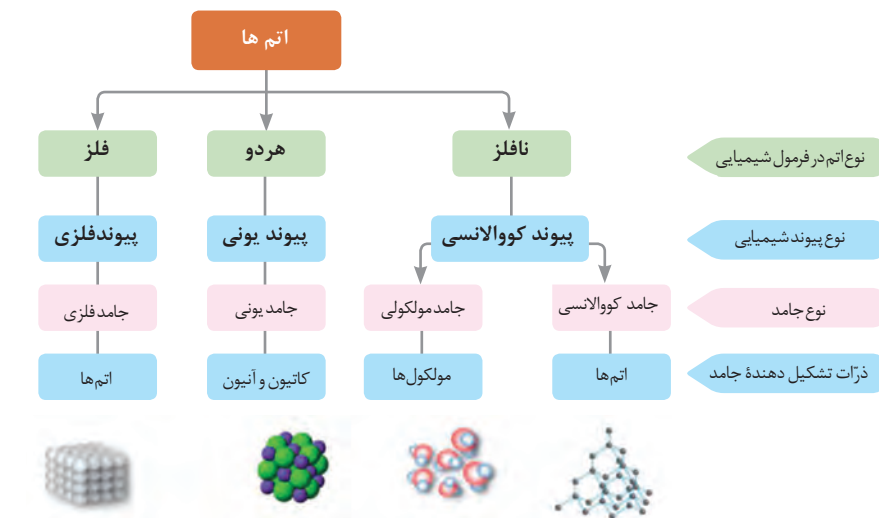 اتم ها
نوع اتم در فرمول شیمیایی
نافلز
هردو
فلز
نوع پیوند شیمیایی
پیوند کووالانسی
پیوند یونی
پیوندفلزی
نوع جامد
جامد کووالانسی
جامد مولکولی
جامد یونی
جامد فلزی
ذرّات تشکیل دهندهٔ جامد
اتم‌ها
مولکول‌ها
کاتیون و آنیون
اتم‌ها